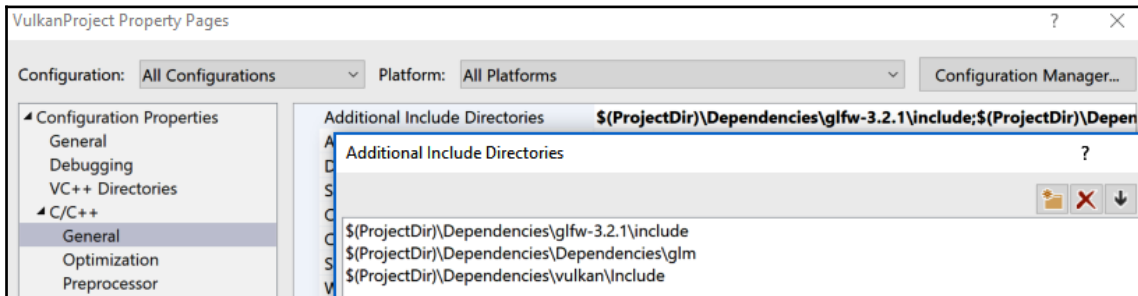 VulkanProject Property Pages ?
Configuration: All Configurations Platform: All Platforms Configuration Manager...
Configuration Properties
General
Debugging
VC++ Directories
C/C++
General
Optimization
Preprocessor
Additional Include Directories $(ProjectDir)\Dependencies\glfw-3.2.1\include;$(ProjectDir)\Depen
Additional Include Directories ?
$(ProjectDir)\Dependencies\glfw-3.2.1\include
$(ProjectDir)\Dependencies\Dependencies\glm
$(ProjectDir)\Dependencies\vulkan\Include